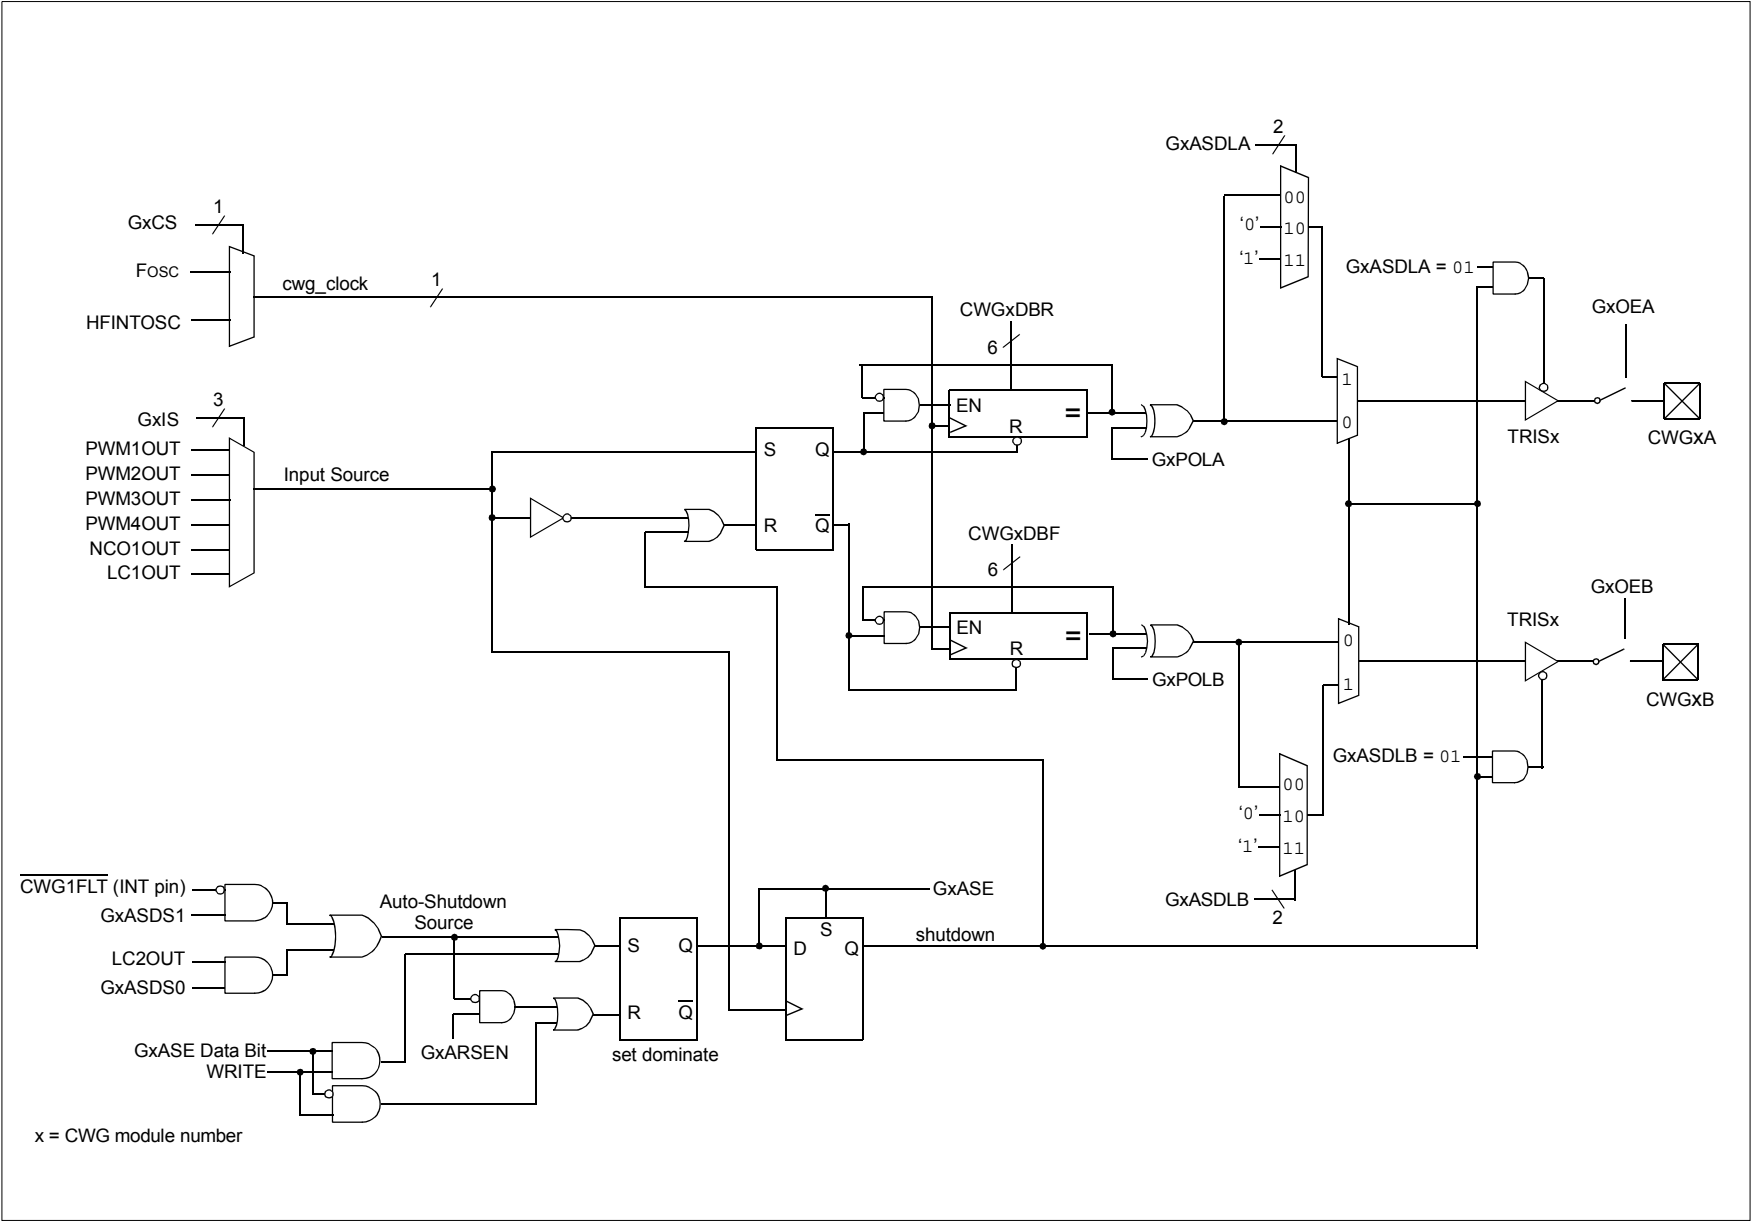 GxASDLA
2
00
'0'
10
'1'
11
GxCS
1
FOSC
HFINTOSC
cwg_clock
1
GxASDLA = 01
GxOEA
CWGxDBR
6
EN
=
R
1
0
TRISx
CWGxA
GxPOLA
GxIS
3
PWM1OUT
PWM2OUT
PWM3OUT
PWM4OUT
NCO1OUT
LC1OUT
Input Source
S
Q
R
Q̅
CWGxDBF
6
EN
=
R
GxPOLB
0
1
TRISx
GxOEB
CWGxB
GxASDLB = 01
00
'0'
10
'1'
11
GxASDLB
2
C̅W̅G̅1̅F̅L̅T̅ (INT pin)
GxASDS1
LC2OUT
GxASDS0
Auto-Shutdown
Source
GxASE
S
Q
R
Q̅
set dominate
S
D
Q
shutdown
GxARSEN
GxASE Data Bit
WRITE
x = CWG module number